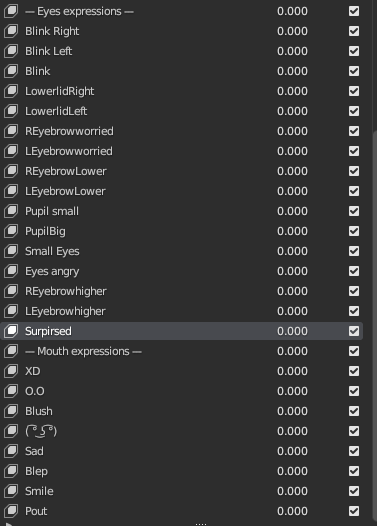 — Eyes expressions — 0.000
Blink Right 0.000
Blink Left 0.000
Blink 0.000
LowerlidRight 0.000
LowerlidLeft 0.000
REyebrowworried 0.000
LEyebrowworried 0.000
REyebrowLower 0.000
LEyebrowLower 0.000
Pupil small 0.000
PupilBig 0.000
Small Eyes 0.000
Eyes angry 0.000
REyebrowhigher 0.000
LEyebrowhigher 0.000
Surpirsed 0.000
— Mouth expressions — 0.000
XD 0.000
O.O 0.000
Blush 0.000
( ͡° ͜ʖ ͡°) 0.000
Sad 0.000
Blep 0.000
Smile 0.000
Pout 0.000